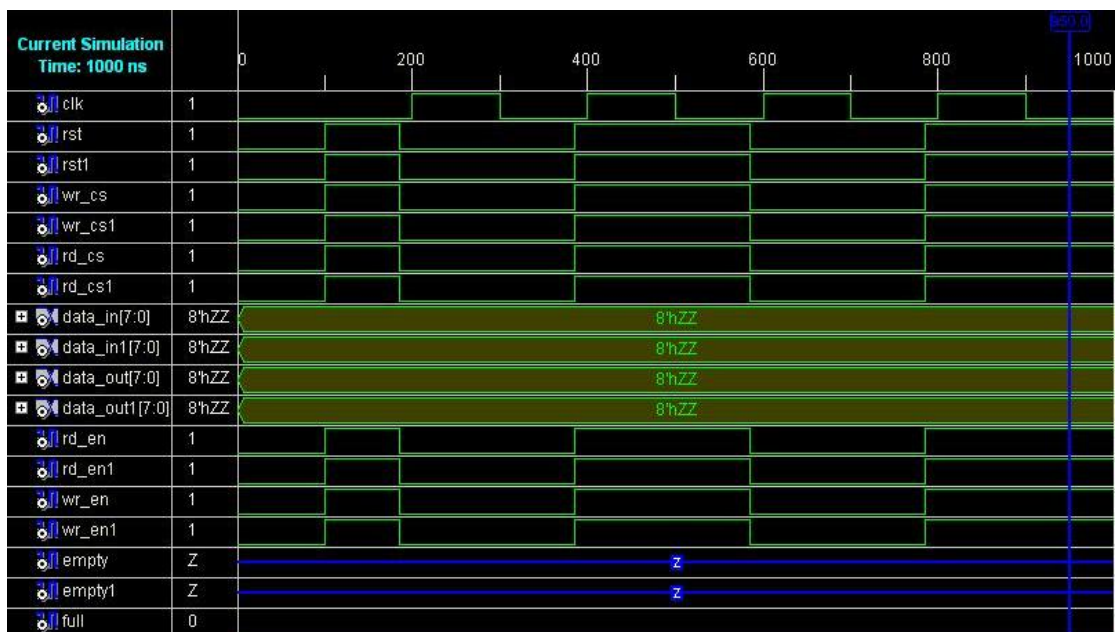 950.0
Current Simulation
Time: 1000 ns
0 200 400 600 800 1000
clk 1
rst 1
rst1 1
wr_cs 1
wr_cs1 1
rd_cs 1
rd_cs1 1
data_in[7:0] 8'hZZ 8'hZZ
data_in1[7:0] 8'hZZ 8'hZZ
data_out[7:0] 8'hZZ 8'hZZ
data_out1[7:0] 8'hZZ 8'hZZ
rd_en 1
rd_en1 1
wr_en 1
wr_en1 1
empty Z Z
empty1 Z Z
full 0